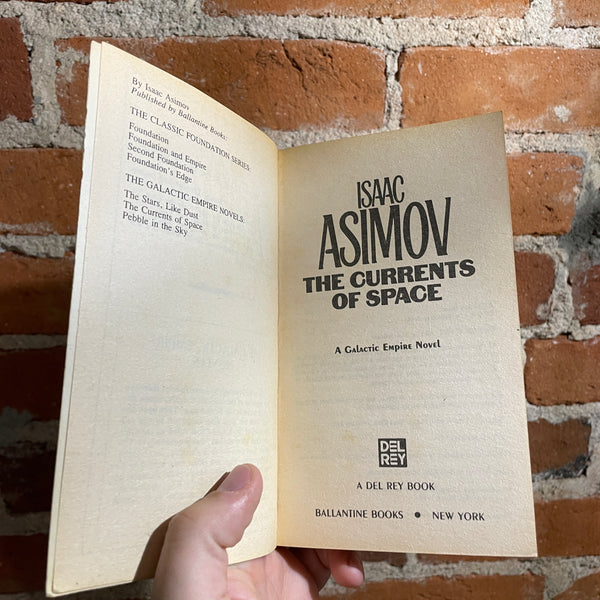 By Isaac Asimov
Published by Ballantine Books:
THE CLASSIC FOUNDATION SERIES:
Foundation
Foundation and Empire
Second Foundation
Foundation's Edge
THE GALACTIC EMPIRE NOVELS:
The Stars, Like Dust
The Currents of Space
Pebble in the Sky
ISAAC
ASIMOV
THE CURRENTS
OF SPACE
A Galactic Empire Novel
DEL
REY
A DEL REY BOOK
BALLANTINE BOOKS ● NEW YORK